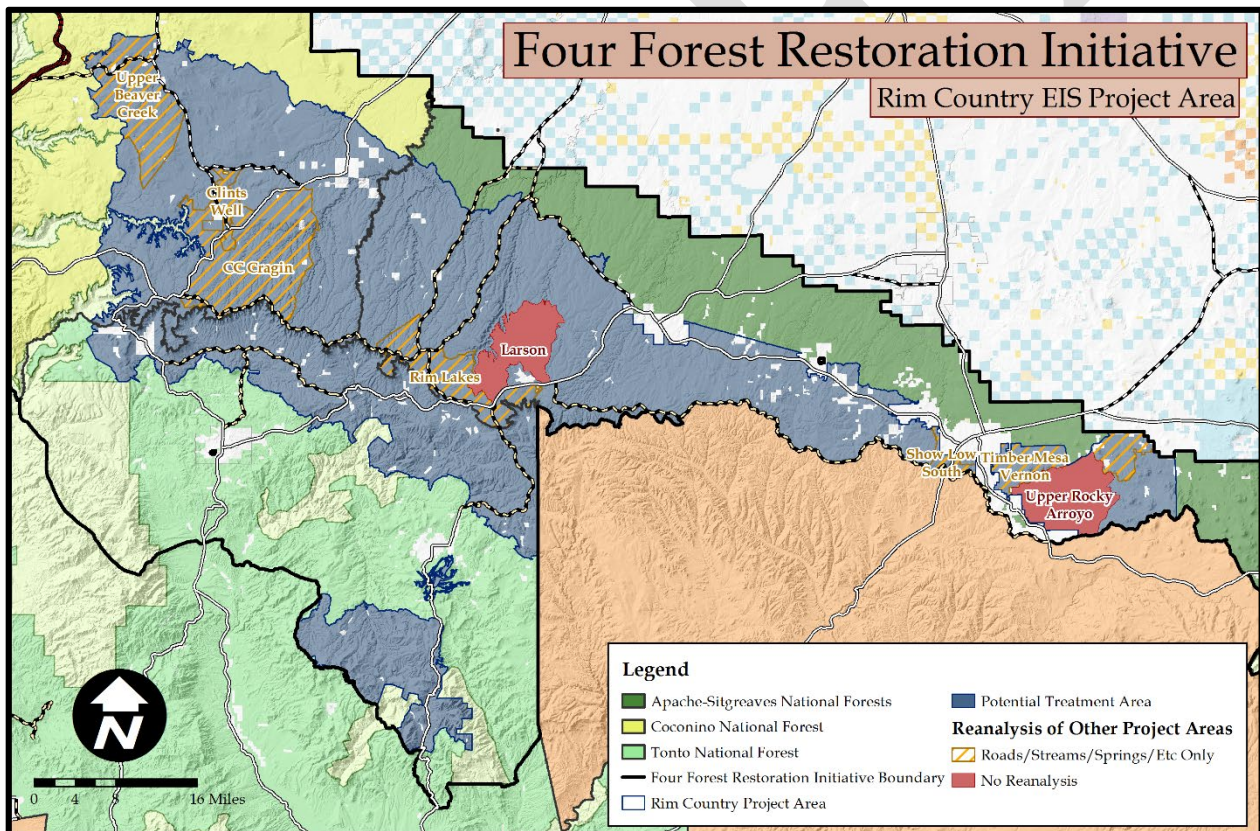 Four Forest Restoration Initiative
Rim Country EIS Project Area
Upper
Beaver
Creek
Clints
Well
CC Cragin
Larson
Rim Lakes
Show Low
South
Timber Mesa
Vernon
Upper Rocky
Arroyo
N
0 4 8 16 Miles
Legend
Apache-Sitgreaves National Forests
Coconino National Forest
Tonto National Forest
Four Forest Restoration Initiative Boundary
Rim Country Project Area
Potential Treatment Area
Reanalysis of Other Project Areas
Roads/Streams/Springs/Etc Only
No Reanalysis